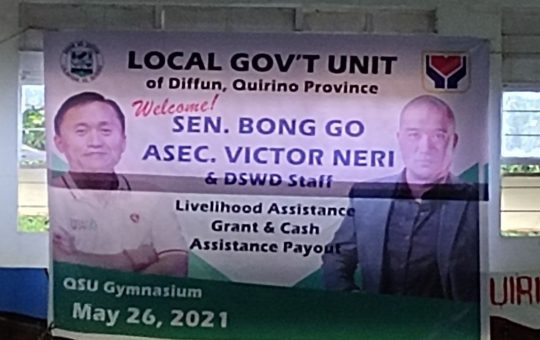 LOCAL GOV'T UNIT
of Diffun, Quirino Province
Welcome!
SEN. BONG GO
ASEC. VICTOR NERI
& DSWD Staff
Livelihood Assistance
Grant & Cash
Assistance Payout
QSU Gymnasium
May 26, 2021
UIRI